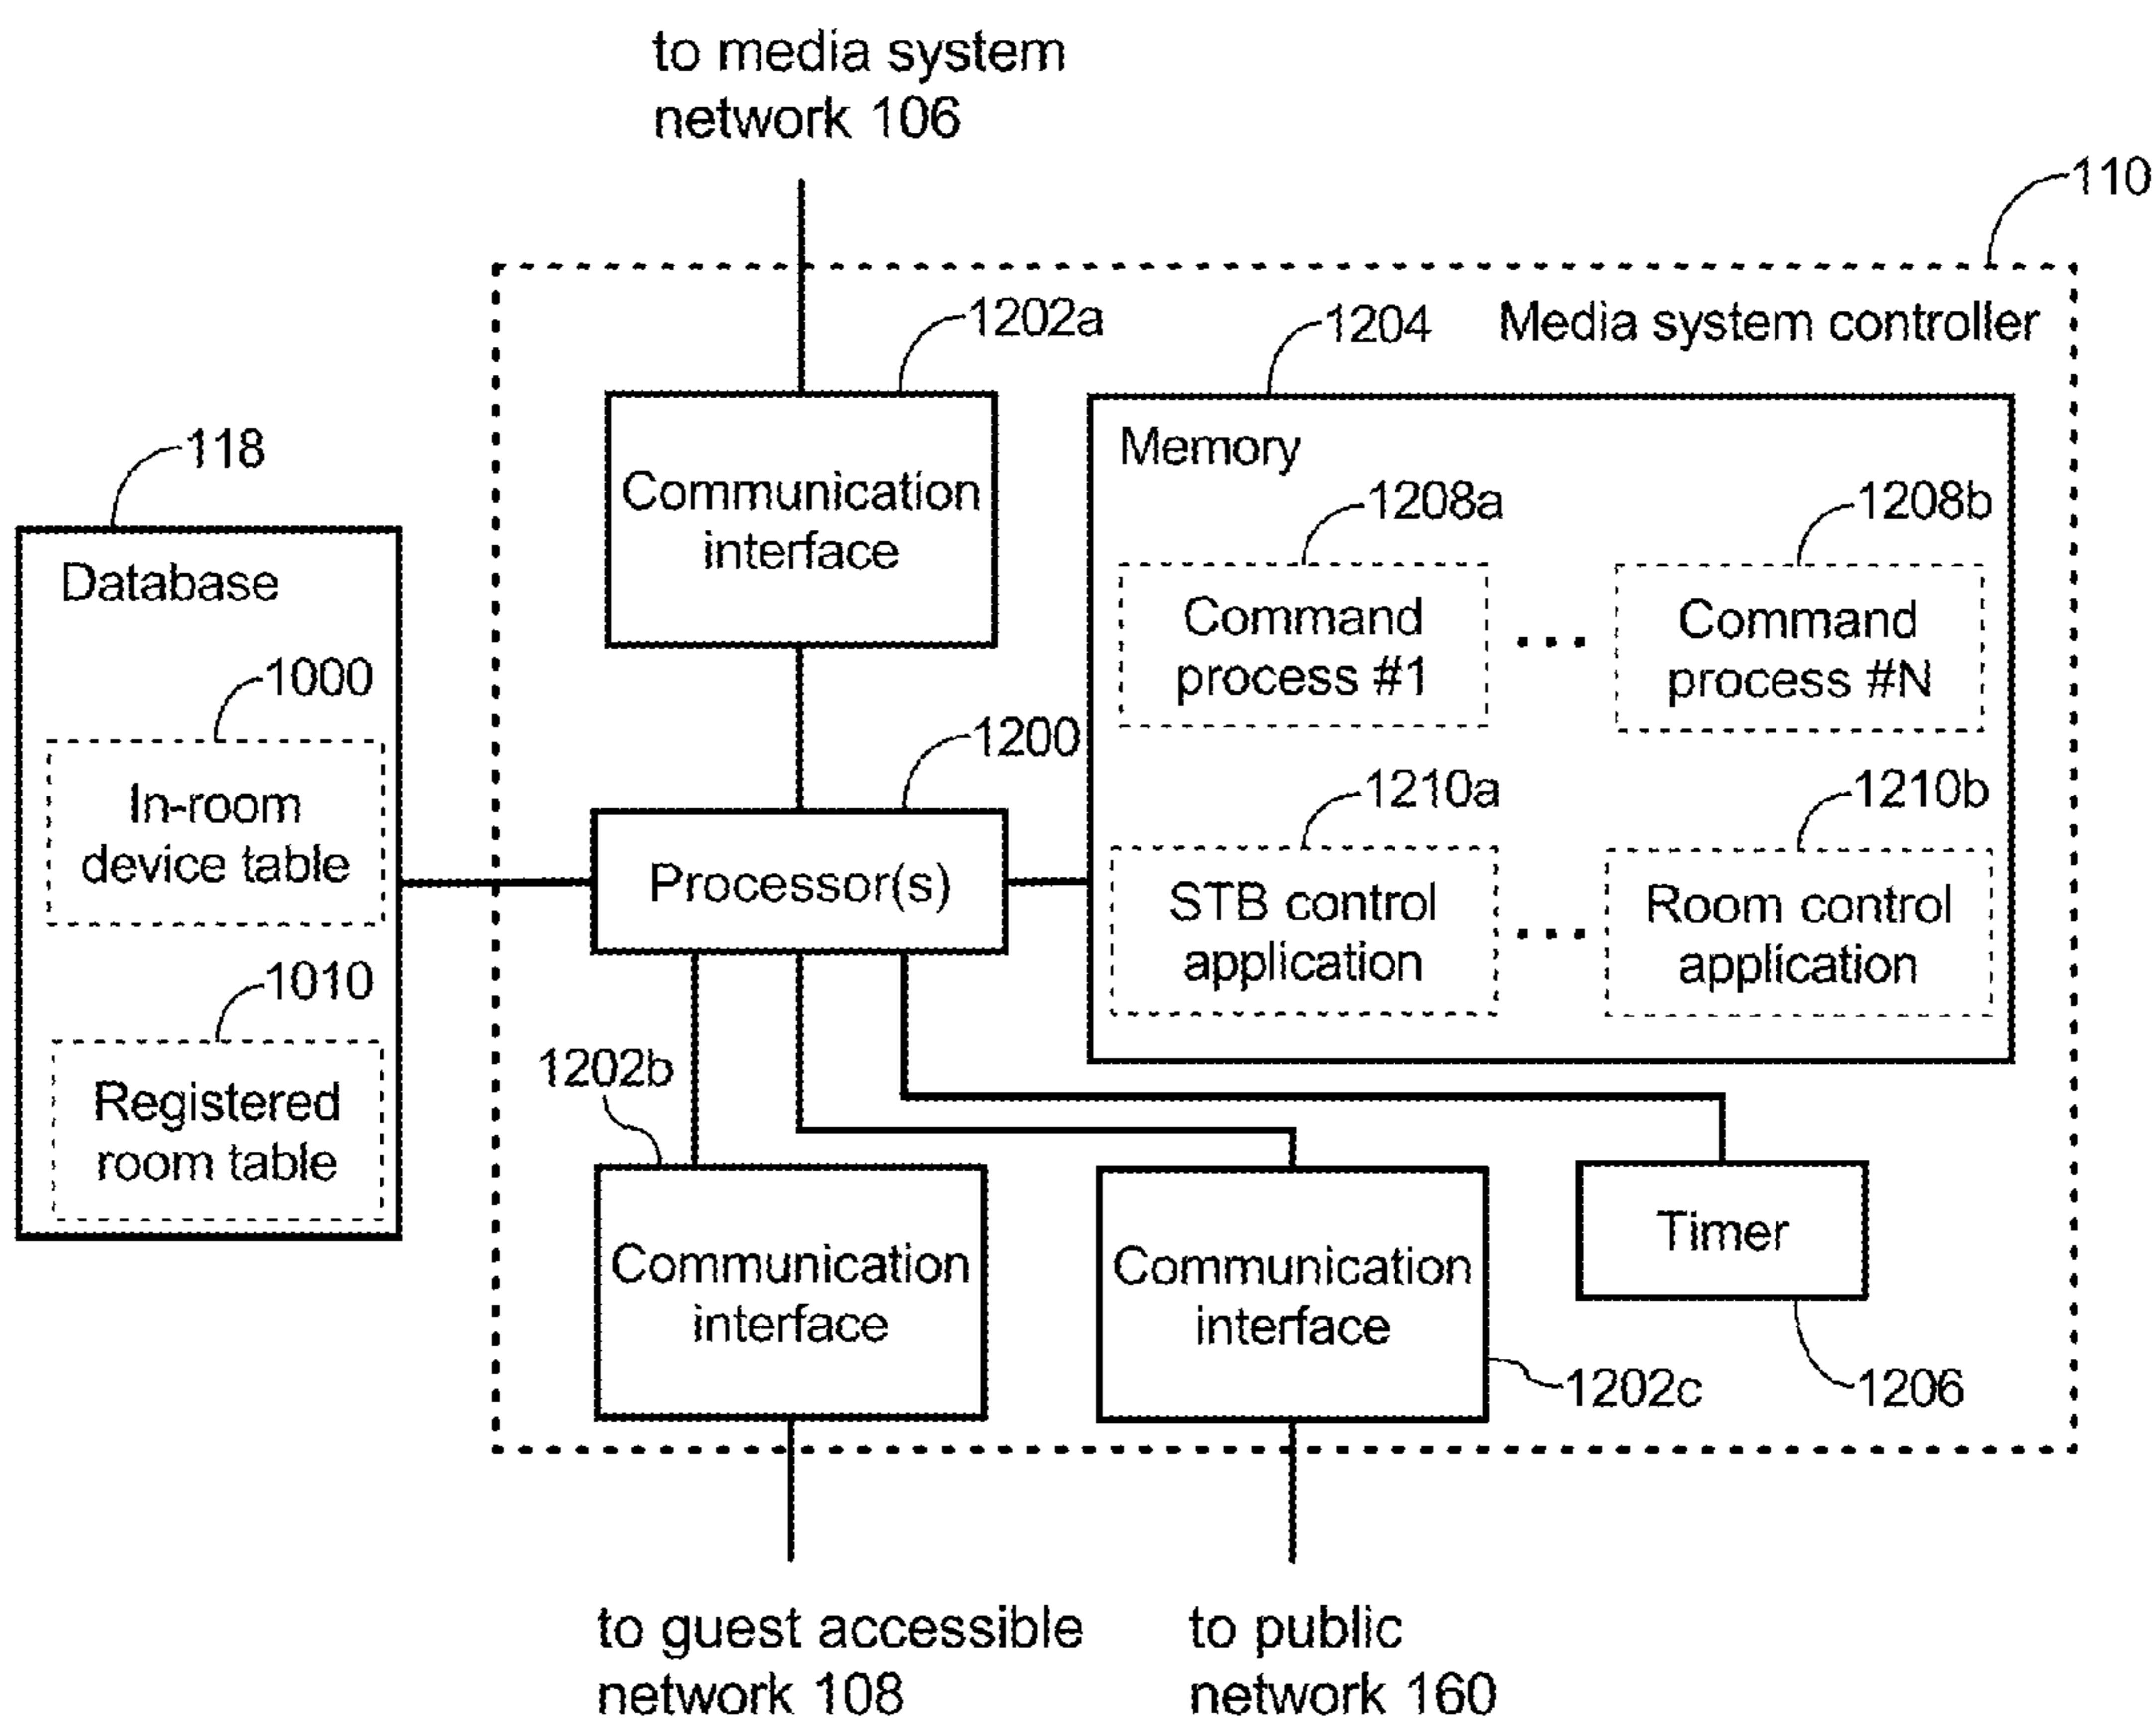 to media system
network 106
110
1202a
1204
Media system controller
118
Database
1000
In-room
device table
1010
Registered
room table
Communication
interface
1200
Processor(s)
Memory
1208a
Command
process #1
...
1208b
Command
process #N
1210a
STB control
application
...
1210b
Room control
application
1202b
Communication
interface
Communication
interface
1202c
Timer
1206
to guest accessible
network 108
to public
network 160